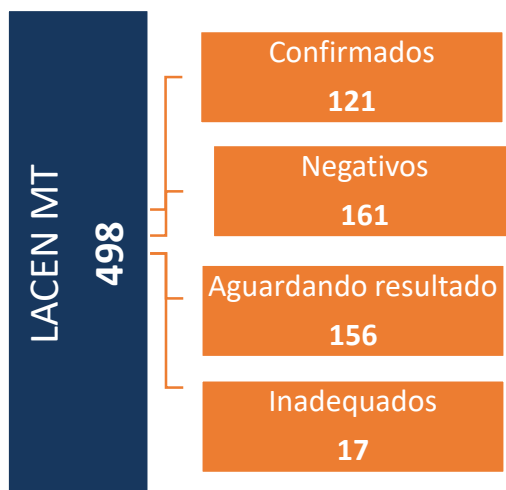 LACEN MT
498
Confirmados
121
Negativos
161
Aguardando resultado
156
Inadequados
17